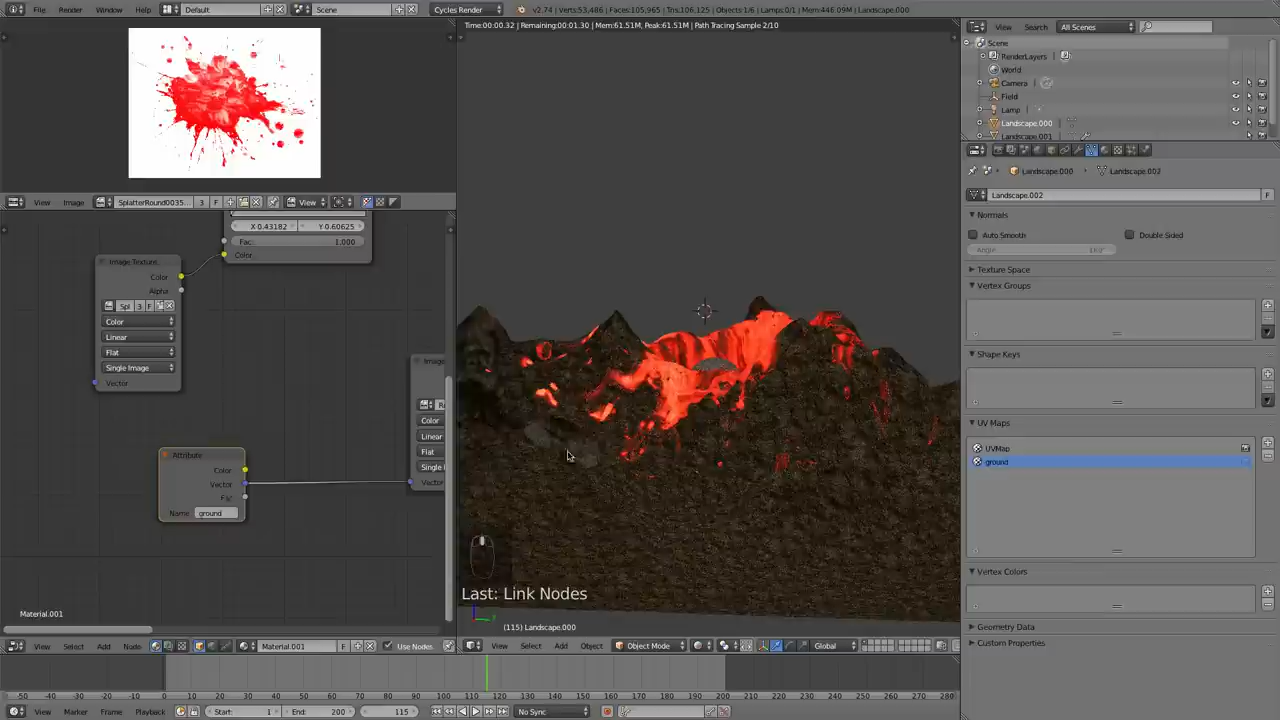 File Render Window Help Default Scene Cycles Render v2.74 | Verts:53,486 | Faces:105,965 | Tris:106,125 | Objects:1/6 | Lamps:0/1 | Mem:446.09M | Landscape.000
Time:00:00.32 | Remaining:00:01.30 | Mem:61.51M, Peak:61.51M | Path Tracing Sample 2/10
View Search All Scenes
Scene
RenderLayers
World
Camera
Field
Lamp
Landscape.000
Landscape.001
Landscape.000 Landscape.002
Landscape.002 F
Normals
Auto Smooth Double Sided
Texture Space
Vertex Groups
Shape Keys
UV Maps
UVMap
ground
Vertex Colors
Geometry Data
Custom Properties
View Image SplatterRound0035... 3 F View
X 0.43182 Y 0.60625
Fac: 1.000
Color
Image Texture
Color
Alpha
Spl 3 F
Color
Linear
Flat
Single Image
Vector
Image
Color
Linear
Flat
Single I
Vector
Attribute
Color
Vector
Fac
Name ground
Material.001
Last: Link Nodes
(115) Landscape.000
View Select Add Node Material.001 F Use Nodes
View Select Add Object Object Mode Global
-50 -40 -30 -20 -10 0 10 20 30 40 50 60 70 80 90 100 110 120 130 140 150 160 170 180 190 200 210 220 230 240 250 260 270 280
View Marker Frame Playback Start: 1 End: 200 115 No Sync